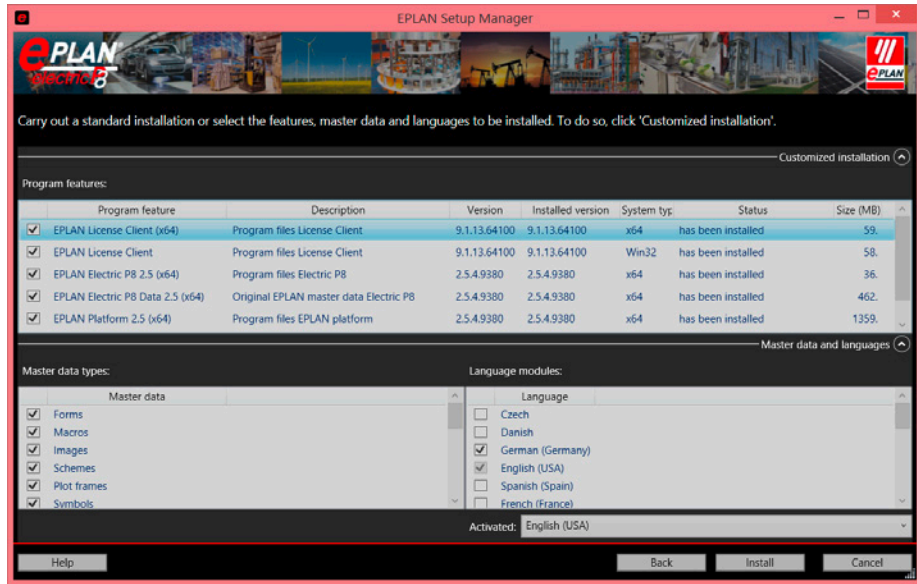 EPLAN Setup Manager
ePLAN
electric P8
ePLAN
Carry out a standard installation or select the features, master data and languages to be installed. To do so, click 'Customized installation'.
Customized installation
Program features:
Program feature Description Version Installed version System typ Status Size (MB)
EPLAN License Client (x64) Program files License Client 9.1.13.64100 9.1.13.64100 x64 has been installed 59.
EPLAN License Client Program files License Client 9.1.13.64100 9.1.13.64100 Win32 has been installed 58.
EPLAN Electric P8 2.5 (x64) Program files Electric P8 2.5.4.9380 2.5.4.9380 x64 has been installed 36.
EPLAN Electric P8 Data 2.5 (x64) Original EPLAN master data Electric P8 2.5.4.9380 2.5.4.9380 x64 has been installed 462.
EPLAN Platform 2.5 (x64) Program files EPLAN platform 2.5.4.9380 2.5.4.9380 x64 has been installed 1359.
Master data and languages
Master data types:
Master data
Forms
Macros
Images
Schemes
Plot frames
Symbols
Language modules:
Language
Czech
Danish
German (Germany)
English (USA)
Spanish (Spain)
French (France)
Activated: English (USA)
Help Back Install Cancel